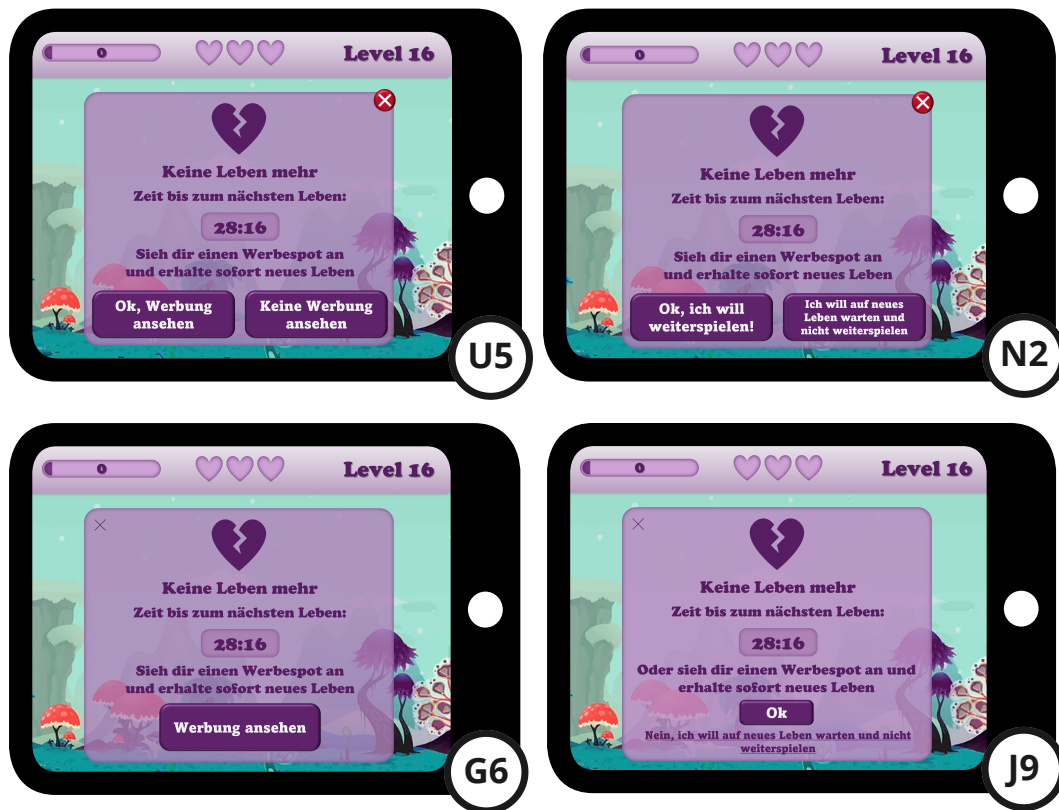 0
Level 16
Keine Leben mehr
Zeit bis zum nächsten Leben:
28:16
Sieh dir einen Werbespot an
und erhalte sofort neues Leben
Ok, Werbung
ansehen
Keine Werbung
ansehen
U5
0
Level 16
Keine Leben mehr
Zeit bis zum nächsten Leben:
28:16
Sieh dir einen Werbespot an
und erhalte sofort neues Leben
Ok, ich will
weiterspielen!
Ich will auf neues
Leben warten und
nicht weiterspielen
N2
0
Level 16
Keine Leben mehr
Zeit bis zum nächsten Leben:
28:16
Sieh dir einen Werbespot an
und erhalte sofort neues Leben
Werbung ansehen
G6
0
Level 16
Keine Leben mehr
Zeit bis zum nächsten Leben:
28:16
Oder sieh dir einen Werbespot an und
erhalte sofort neues Leben
Ok
Nein, ich will auf neues Leben warten und nicht
weiterspielen
J9